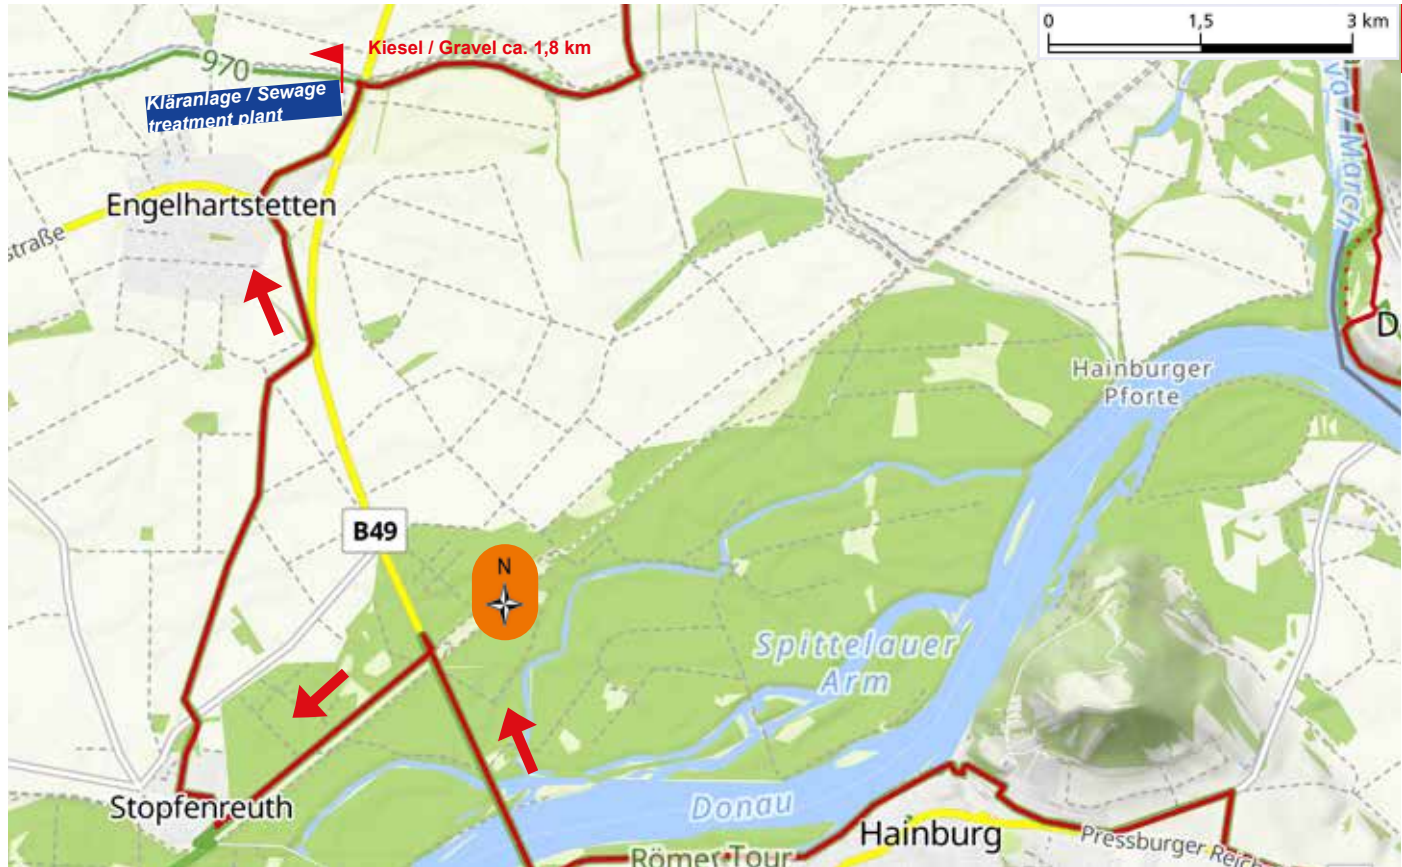 0 1,5 3 km
Kiesel / Gravel ca. 1,8 km
970
Kläranlage / Sewage
treatment plant
va / March
Engelhartstetten
straße
D
Hainburger
Pforte
B49
N
Spittelauer
Arm
Donau
Stopfenreuth
Hainburg
Pressburger Reich
Römer Tour